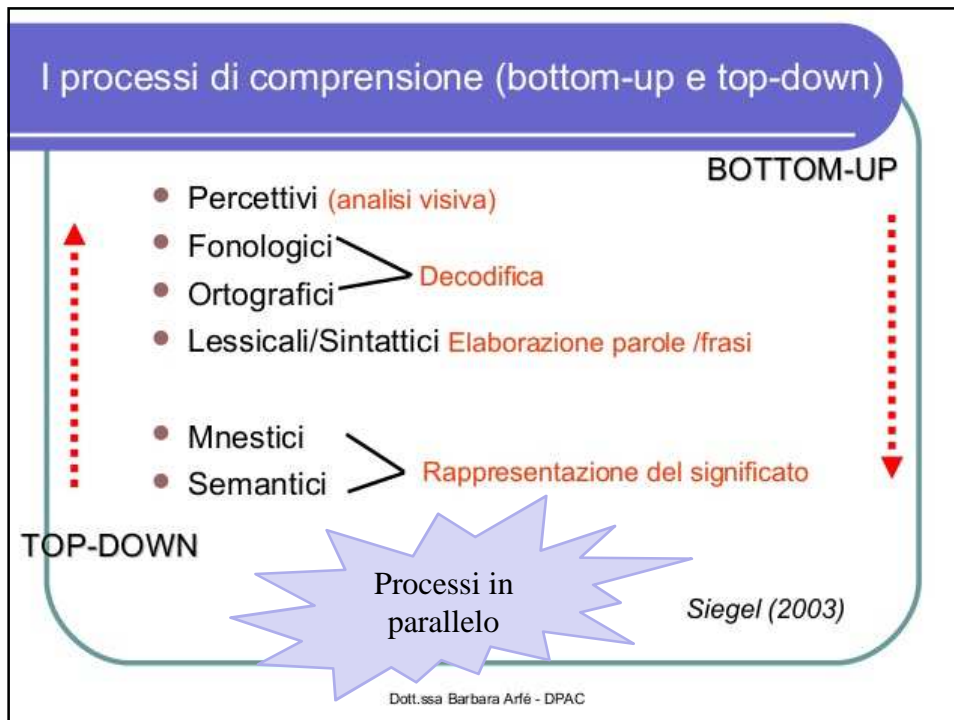 I processi di comprensione (bottom-up e top-down)
BOTTOM-UP
Percettivi (analisi visiva)
Fonologici
Decodifica
Ortografici
Lessicali/Sintattici Elaborazione parole /frasi
Mnestici
Rappresentazione del significato
Semantici
TOP-DOWN
Processi in
parallelo
Siegel (2003)
Dott.ssa Barbara Arfé - DPAC